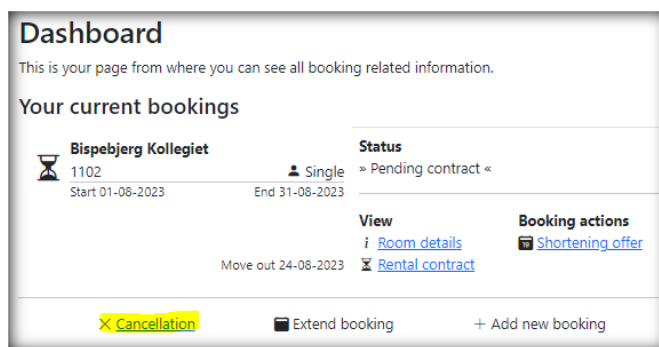 Dashboard
This is your page from where you can see all booking related information.
Your current bookings
Bispebjerg Kollegiet
1102 Single
Start 01-08-2023 End 31-08-2023
Move out 24-08-2023
Status
» Pending contract «
View
i Room details
Rental contract
Booking actions
Shortening offer
Cancellation Extend booking + Add new booking